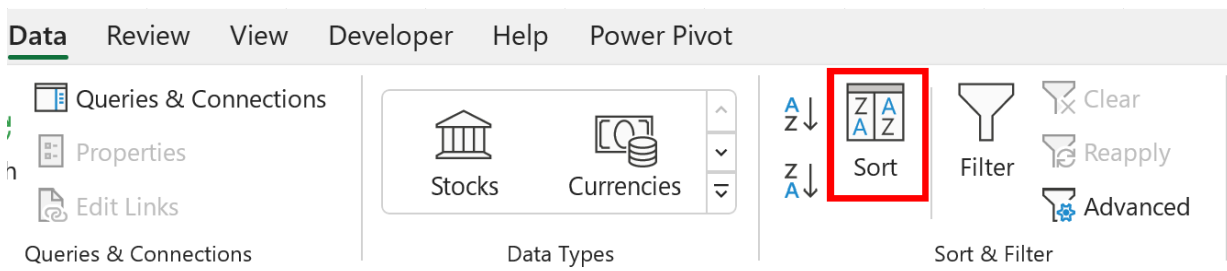 Data Review View Developer Help Power Pivot
Queries & Connections
Properties
Edit Links
Queries & Connections
Stocks
Currencies
Data Types
A
Z
Z
A
Z A
A Z
Sort
Filter
Clear
Reapply
Advanced
Sort & Filter